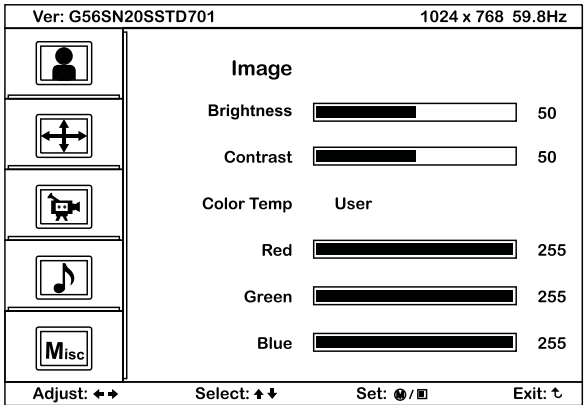 Ver: G56SN20SSTD701 1024 x 768 59.8Hz
Image
Brightness 50
Contrast 50
Color Temp User
Red 255
Green 255
Blue 255
Misc
Adjust: Select: Set: M / Exit: